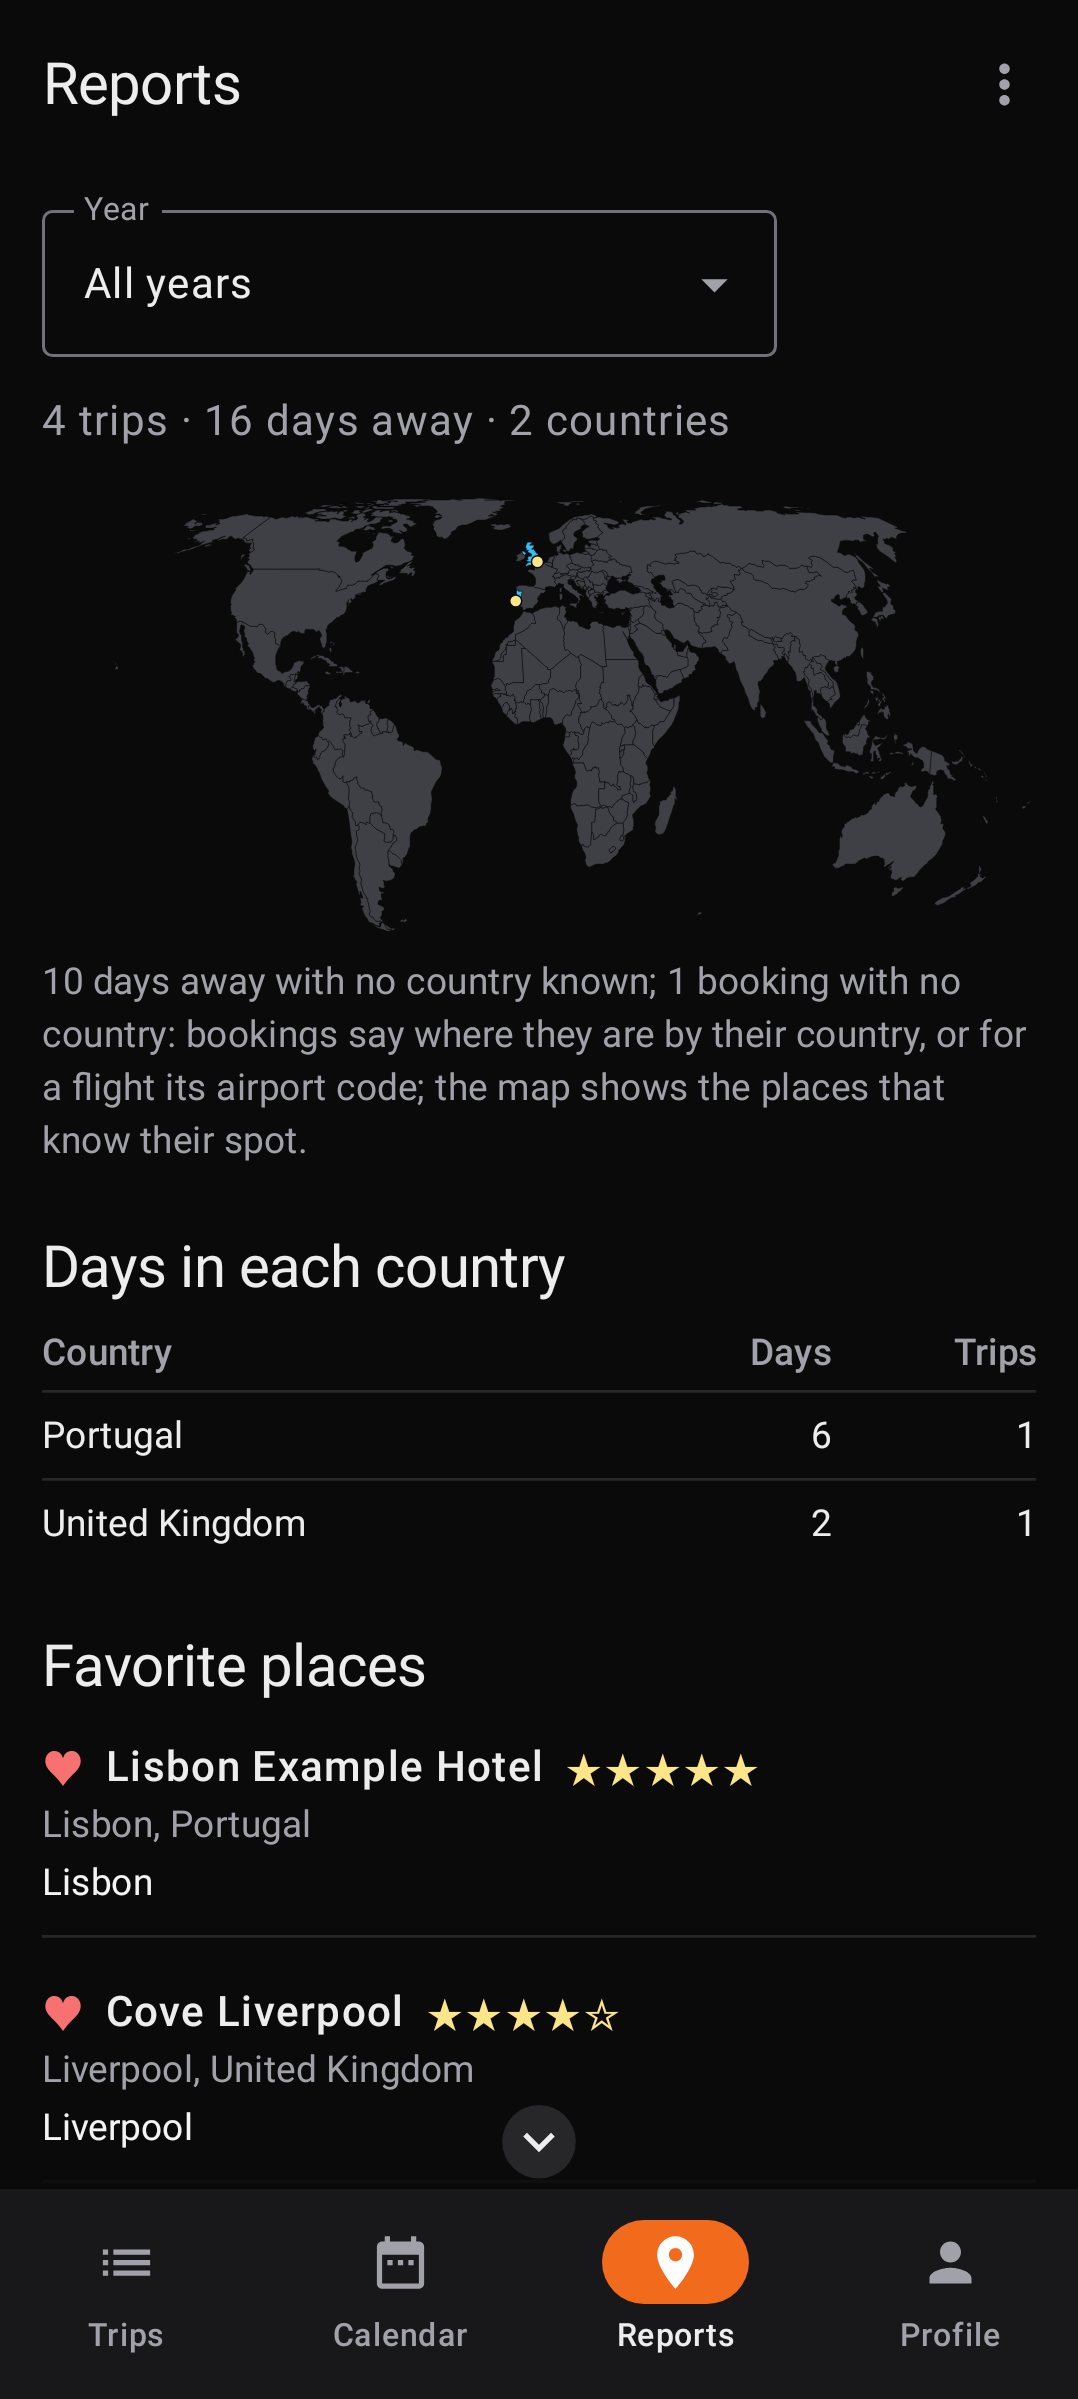 Reports
Year
All years
4 trips · 16 days away · 2 countries
10 days away with no country known; 1 booking with no
country: bookings say where they are by their country, or for
a flight its airport code; the map shows the places that
know their spot.
Days in each country
Country Days Trips
Portugal 6 1
United Kingdom 2 1
Favorite places
Lisbon Example Hotel ★★★★★
Lisbon, Portugal
Lisbon
Cove Liverpool ★★★★☆
Liverpool, United Kingdom
Liverpool
Trips Calendar Reports Profile